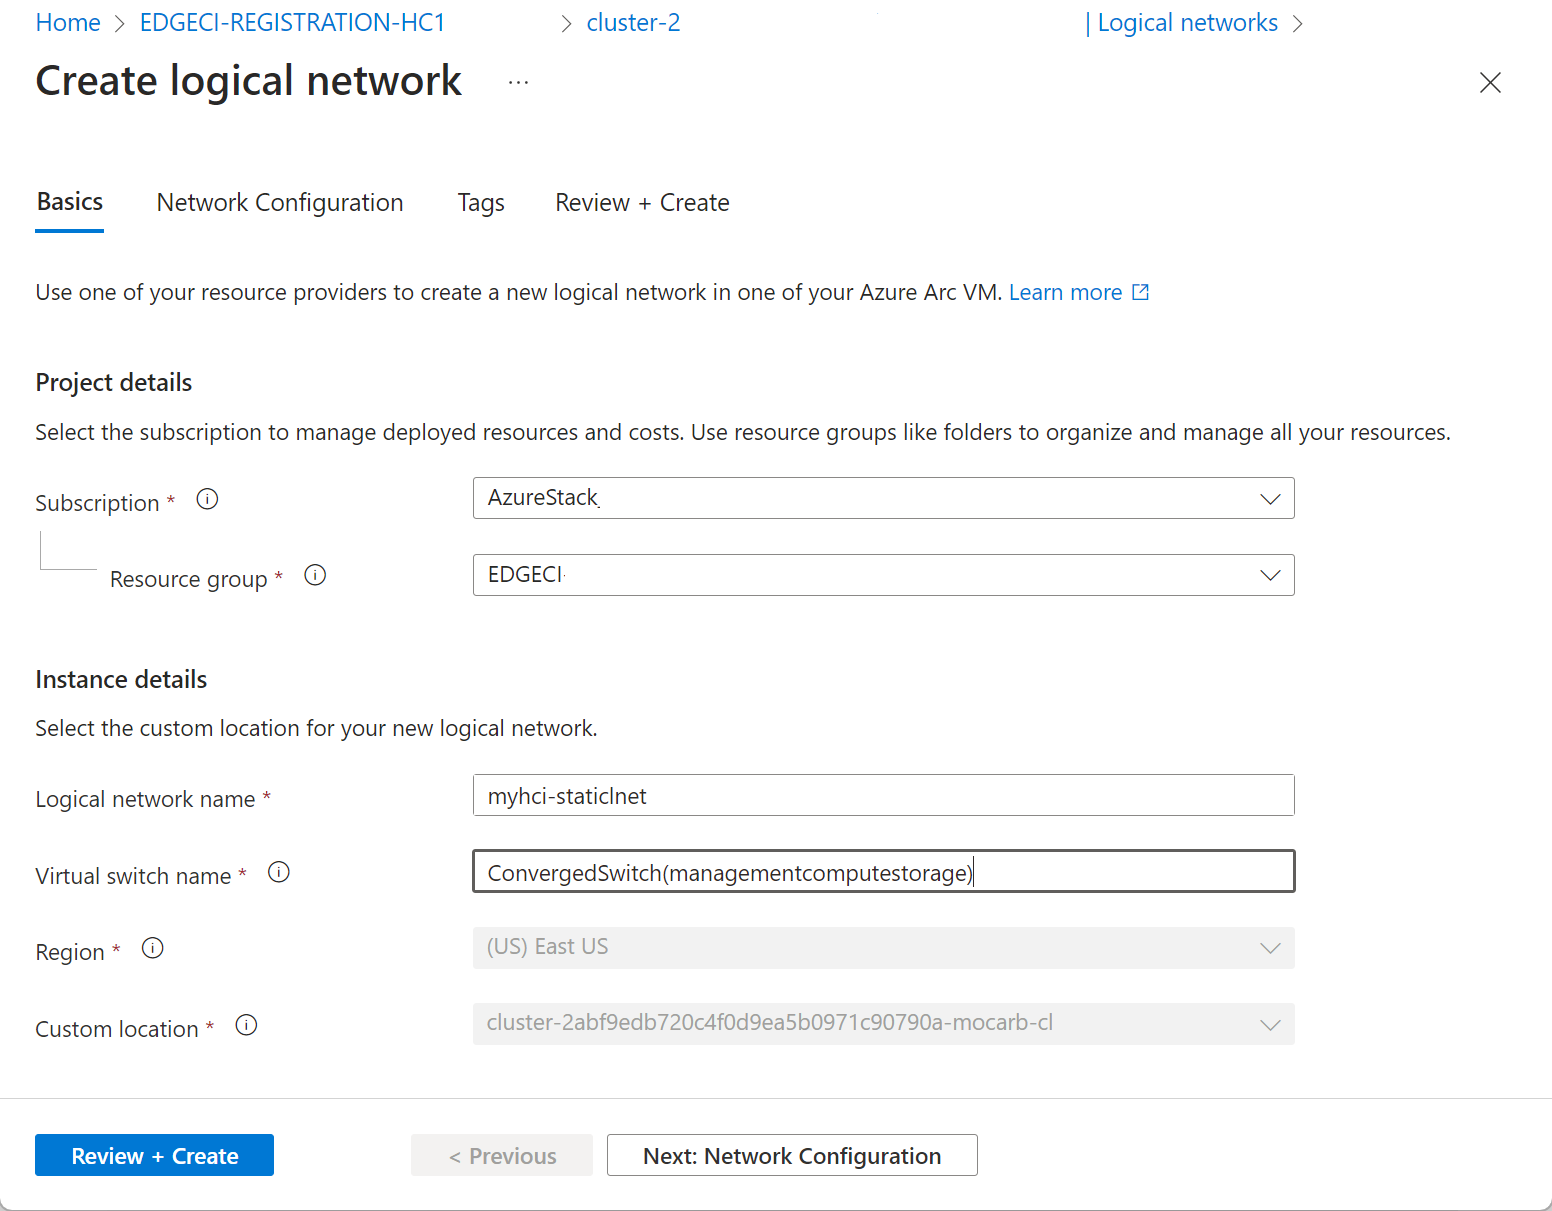 Home > EDGECI-REGISTRATION-HC1 > cluster-2 | Logical networks >
Create logical network ...
Basics Network Configuration Tags Review + Create
Use one of your resource providers to create a new logical network in one of your Azure Arc VM. Learn more
Project details
Select the subscription to manage deployed resources and costs. Use resource groups like folders to organize and manage all your resources.
Subscription * AzureStack
Resource group * EDGECI-
Instance details
Select the custom location for your new logical network.
Logical network name * myhci-staticlnet
Virtual switch name * ConvergedSwitch(managementcomputestorage)
Region * (US) East US
Custom location * cluster-2abf9edb720c4f0d9ea5b0971c90790a-mocarb-cl
Review + Create < Previous Next: Network Configuration